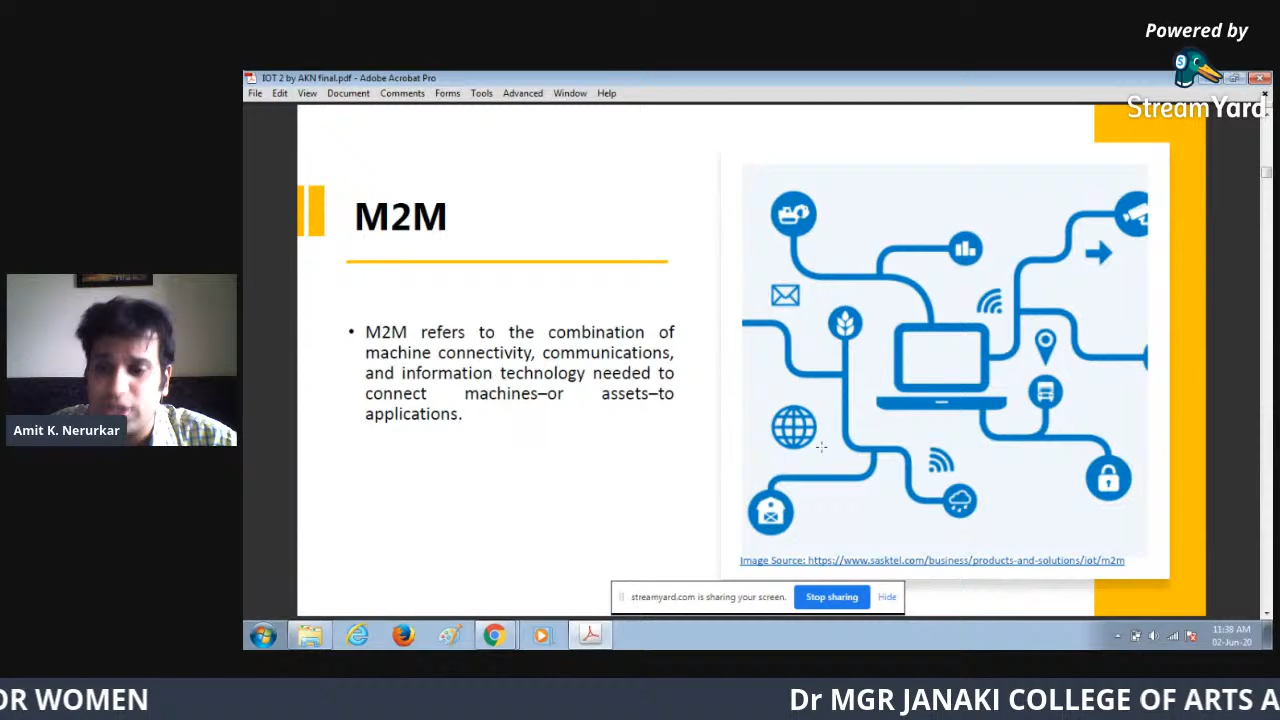 Powered by
StreamYard
IOT 2 by AKN final.pdf - Adobe Acrobat Pro
File Edit View Document Comments Forms Tools Advanced Window Help
M2M
• M2M refers to the combination of
machine connectivity, communications,
and information technology needed to
connect machines–or assets–to
applications.
Image Source: https://www.sasktel.com/business/products-and-solutions/iot/m2m
Amit K. Nerurkar
streamyard.com is sharing your screen. Stop sharing Hide
11:38 AM
02-Jun-20
OR WOMEN Dr MGR JANAKI COLLEGE OF ARTS A